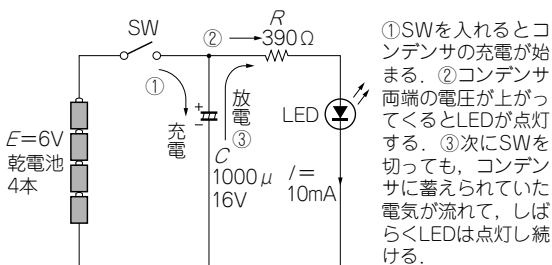 SW
②
R
390Ω
①
+
−
充電
放電
③
C
1000μ
16V
LED
I=
10mA
E=6V
乾電池
4本
①SWを入れるとコ
ンデンサの充電が始
まる．②コンデンサ
両端の電圧が上がっ
てくるとLEDが点灯
する．③次にSWを
切っても，コンデン
サに蓄えられていた
電気が流れて，しば
らくLEDは点灯し続
ける．